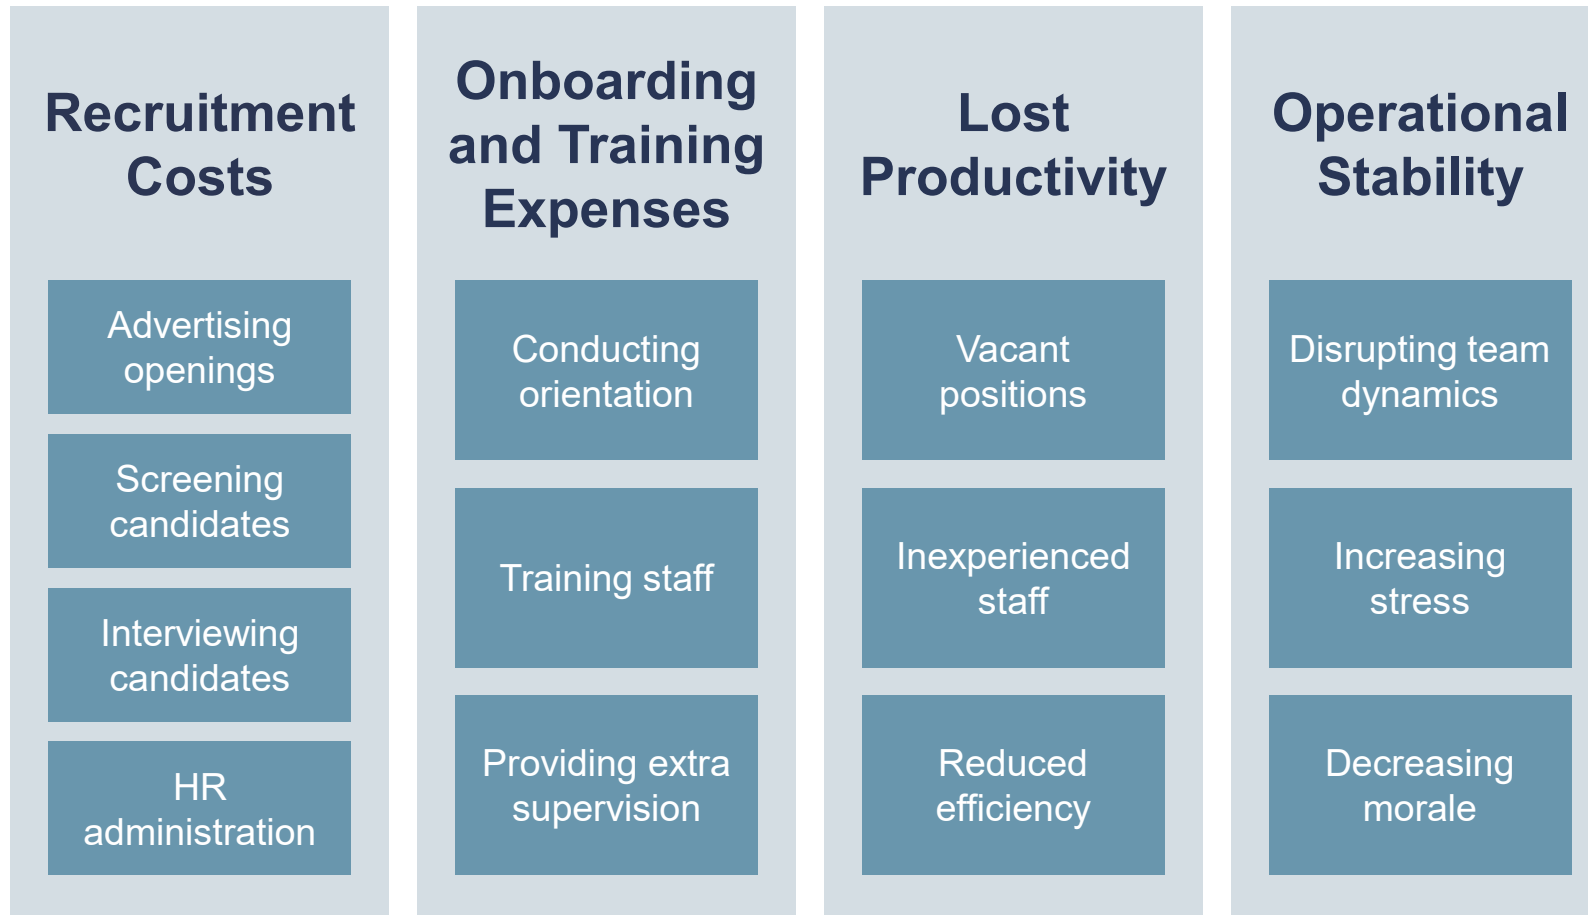 Recruitment
Costs
Advertising
openings
Screening
candidates
Interviewing
candidates
HR
administration
Onboarding
and Training
Expenses
Conducting
orientation
Training staff
Providing extra
supervision
Lost
Productivity
Vacant
positions
Inexperienced
staff
Reduced
efficiency
Operational
Stability
Disrupting team
dynamics
Increasing
stress
Decreasing
morale